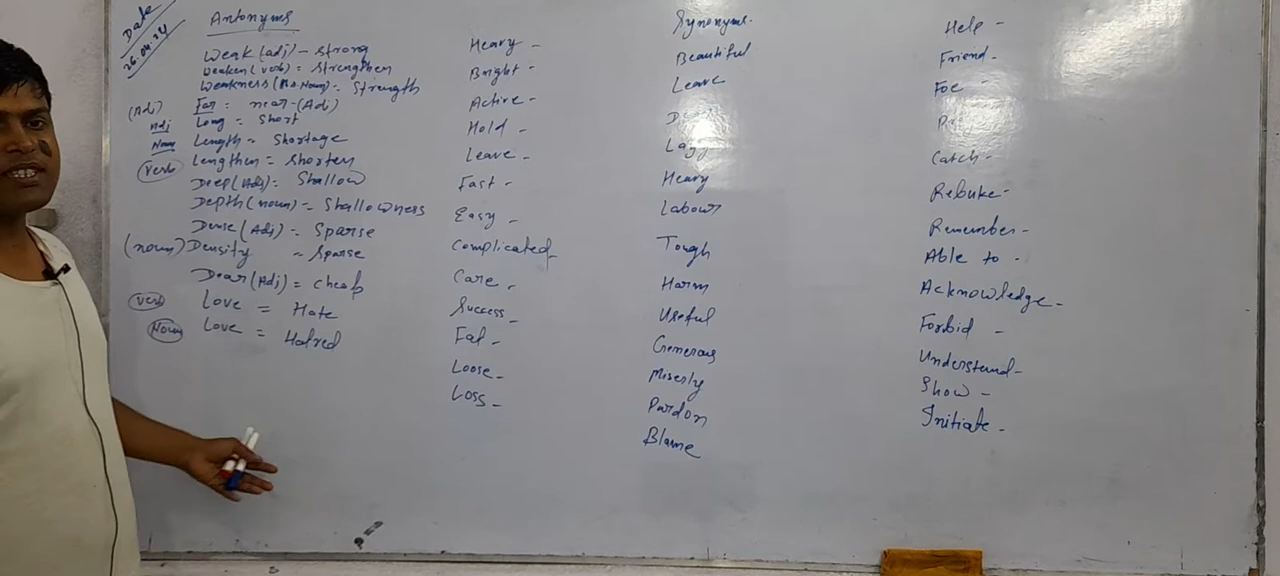 Date
26.04.24
Antonyms
Weak (adj) - strong
Weaken (verb) = Strengthen
Weakness (Noun) = Strength
(Adj) Far = near - (Adj)
Adj Long = Short
Noun Length = Shortage
Verb Lengthen = Shorten
Deep (Adj) = Shallow
Depth (noun) = Shallowness
Dense (Adj) = Sparse
(noun) Density = Sparse
Dear (Adj) = cheap
Verb Love = Hate
Noun Love = Hatred
Heavy -
Bright -
Active -
Hold -
Leave -
Fast -
Easy -
Complicated -
Care -
Success -
Fat -
Loose -
Loss -
Synonyms.
Beautiful
Leave
Lazy
Heavy
Labour
Tough
Harm
Useful
Generous
Miserly
Pardon
Blame
Help -
Friend -
Foe -
Catch -
Rebuke -
Remember -
Able to -
Acknowledge -
Forbid -
Understand -
Show -
Initiate -